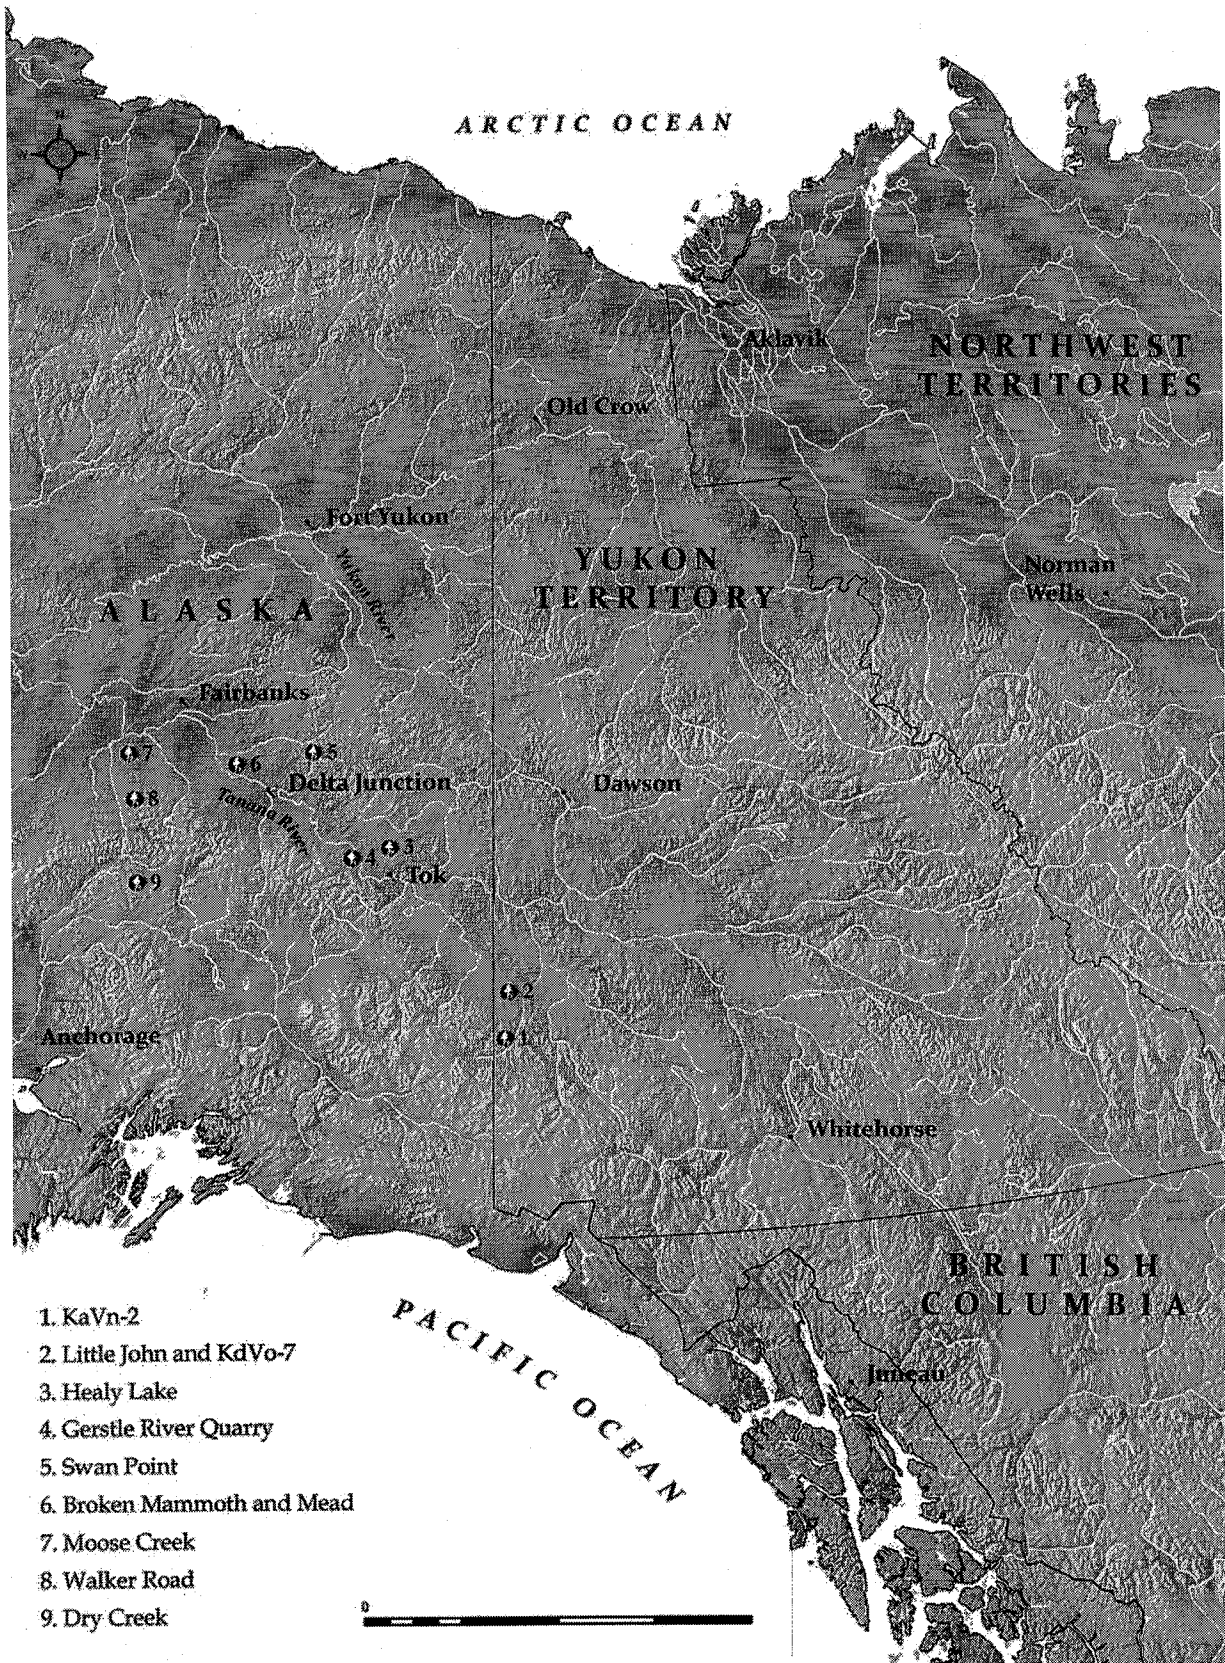 ARCTIC OCEAN
N
Aklavik
NORTHWEST
TERRITORIES
Old Crow
Fort Yukon
Yukon River
YUKON
TERRITORY
Norman
Wells
ALASKA
Fairbanks
7
6
5
Delta Junction
Dawson
8
Tanana River
3
4
Tok
9
2
1
Anchorage
Whitehorse
BRITISH
COLUMBIA
PACIFIC OCEAN
Juneau
1. KaVn-2
2. Little John and KdVo-7
3. Healy Lake
4. Gerstle River Quarry
5. Swan Point
6. Broken Mammoth and Mead
7. Moose Creek
8. Walker Road
9. Dry Creek
0